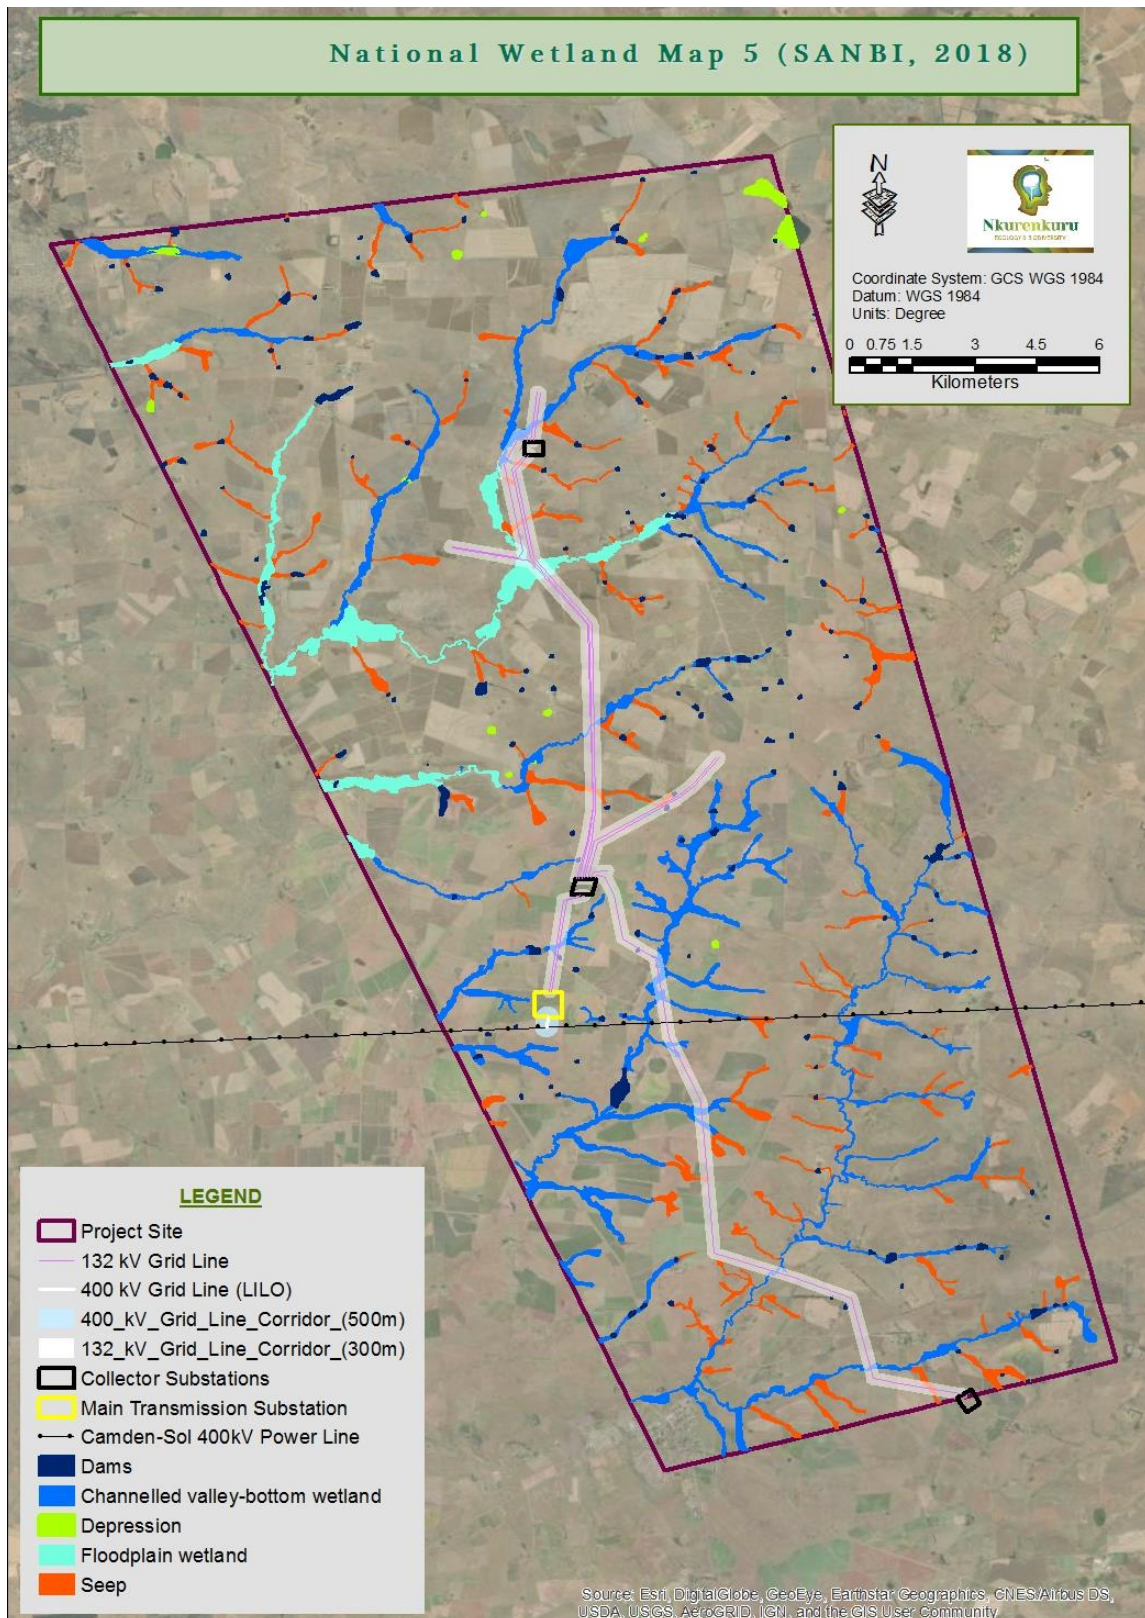 National Wetland Map 5 (SANBI, 2018)
N
Nkurenkuru
Coordinate System: GCS WGS 1984
Datum: WGS 1984
Units: Degree
0 0.75 1.5 3 4.5 6
Kilometers
LEGEND
Project Site
132 kV Grid Line
400 kV Grid Line (LILO)
400_kV_Grid_Line_Corridor_(500m)
132_kV_Grid_Line_Corridor_(300m)
Collector Substations
Main Transmission Substation
Camden-Sol 400kV Power Line
Dams
Channelled valley-bottom wetland
Depression
Floodplain wetland
Seep
Source: Esri, DigitalGlobe, GeoEye, Earthstar Geographics, CNES/Airbus DS,
USDA, USGS, AeroGRID, IGN, and the GIS User Community